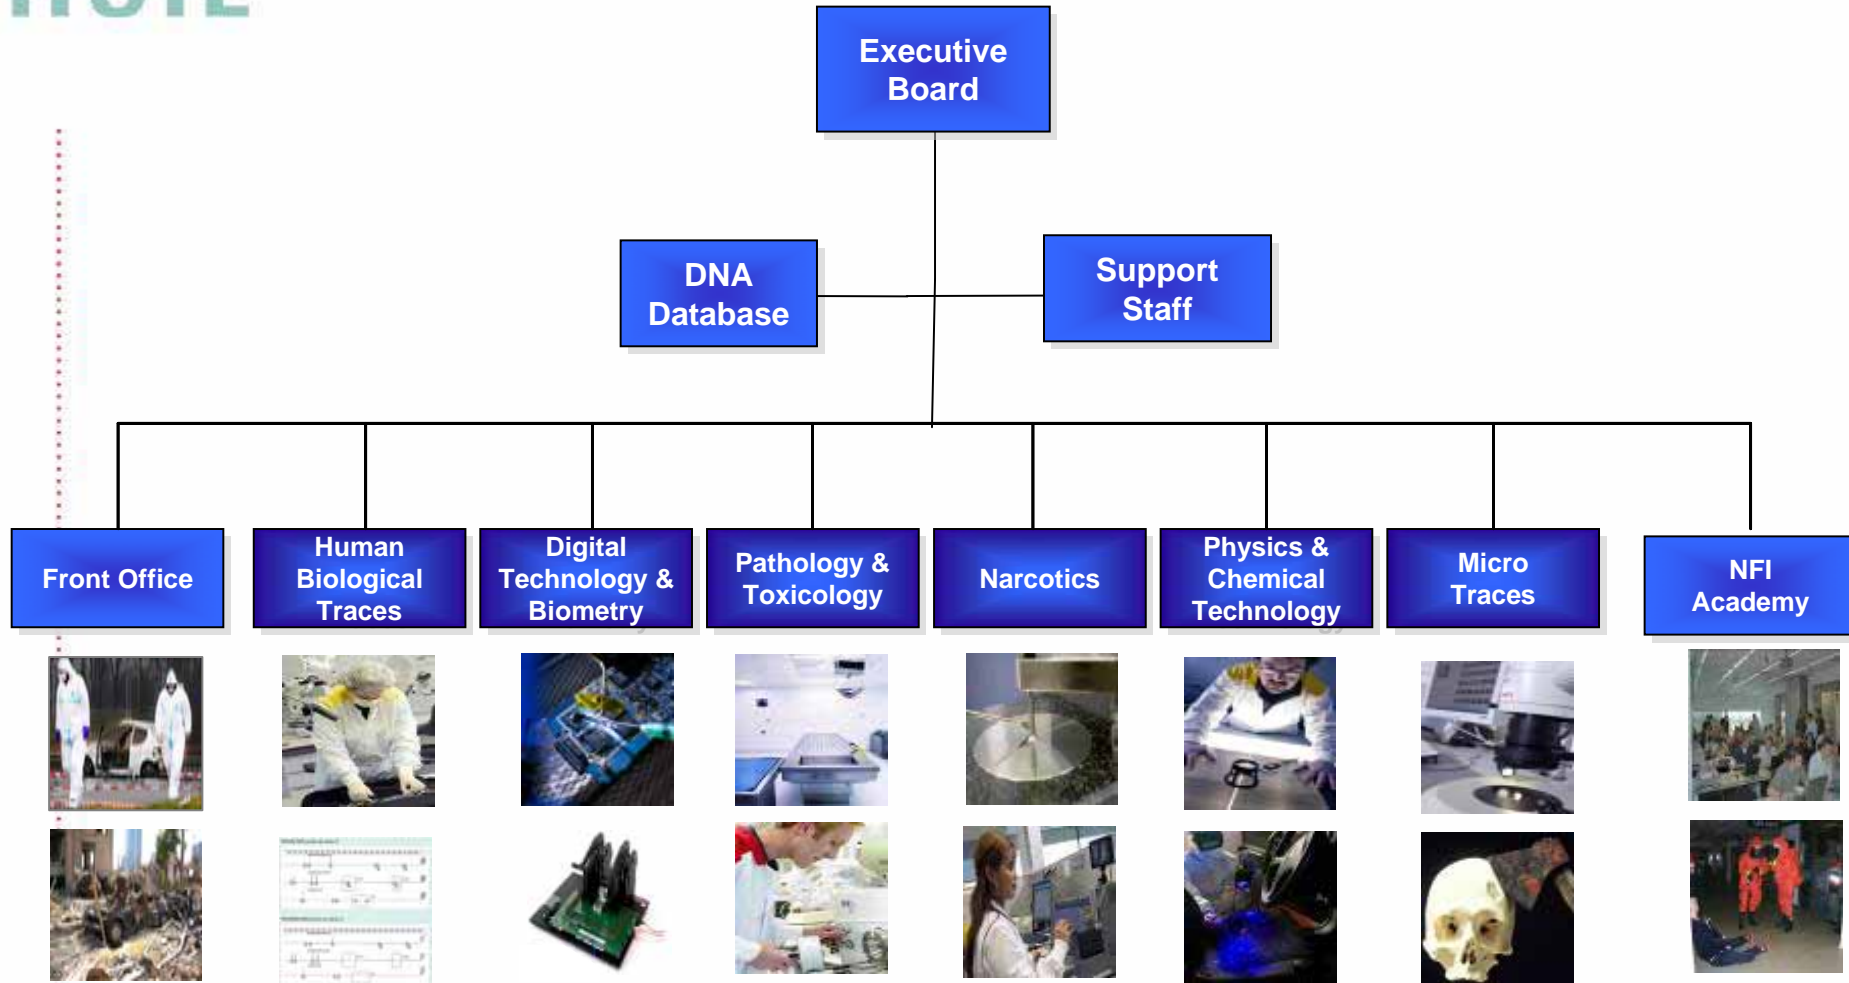 Executive
Board
DNA
Database
Support
Staff
Front Office
Human
Biological
Traces
Digital
Technology &
Biometry
Pathology &
Toxicology
Narcotics
Physics &
Chemical
Technology
Micro
Traces
NFI
Academy